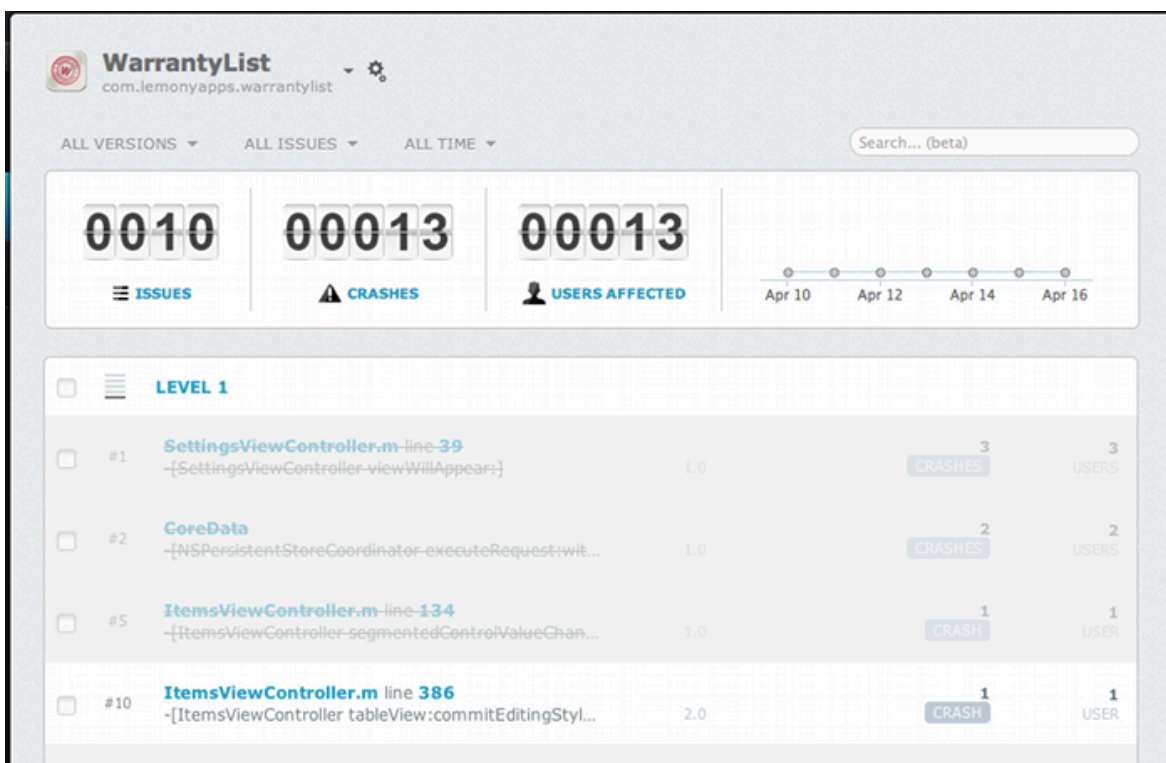 WarrantyList
com.lemonyapps.warrantylist
ALL VERSIONS ALL ISSUES ALL TIME Search... (beta)
0010 00013 00013
ISSUES CRASHES USERS AFFECTED
Apr 10 Apr 12 Apr 14 Apr 16
LEVEL 1
#1 SettingsViewController.m line 39 3 3
-[SettingsViewController viewWillAppear:] 1.0 CRASHES USERS
#2 CoreData 2 2
-[NSPersistentStoreCoordinator executeRequest:wit... 1.0 CRASHES USERS
#5 ItemsViewController.m line 134 1 1
-[ItemsViewController segmentedControlValueChan... 1.0 CRASH USER
#10 ItemsViewController.m line 386 1 1
-[ItemsViewController tableView:commitEditingStyl... 2.0 CRASH USER